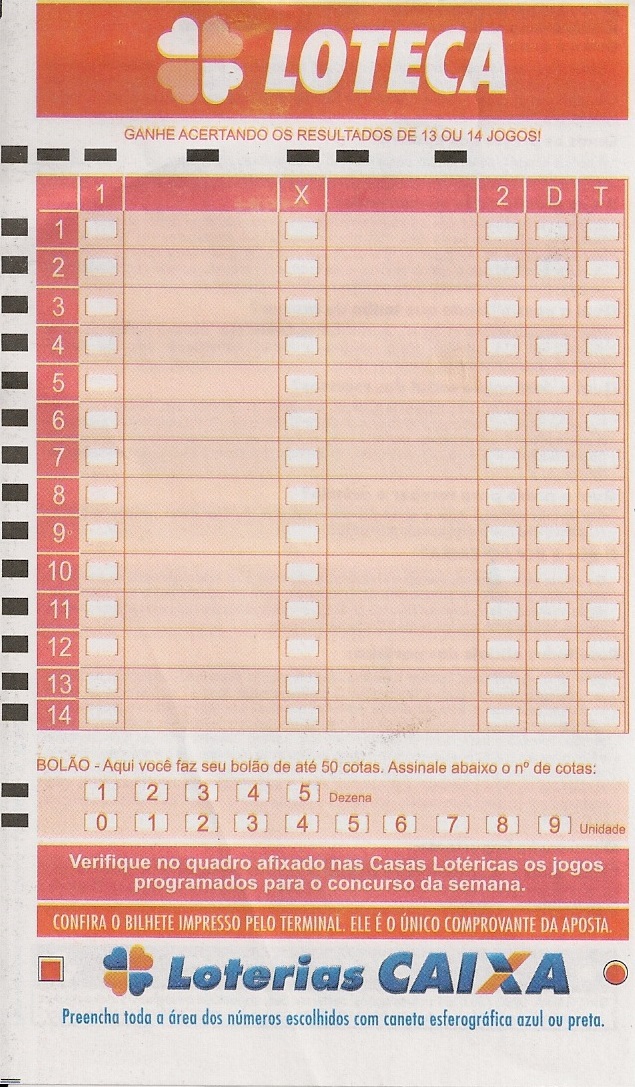 LOTECA
GANHE ACERTANDO OS RESULTADOS DE 13 OU 14 JOGOS!
1 X 2 D T
1
2
3
4
5
6
7
8
9
10
11
12
13
14
BOLÃO - Aqui você faz seu bolão de até 50 cotas. Assinale abaixo o nº de cotas:
[1] [2] [3] [4] [5] Dezena
[0] [1] [2] [3] [4] [5] [6] [7] [8] [9] Unidade
Verifique no quadro afixado nas Casas Lotéricas os jogos
programados para o concurso da semana.
CONFIRA O BILHETE IMPRESSO PELO TERMINAL. ELE É O ÚNICO COMPROVANTE DA APOSTA.
Loterias CAIXA
Preencha toda a área dos números escolhidos com caneta esferográfica azul ou preta.